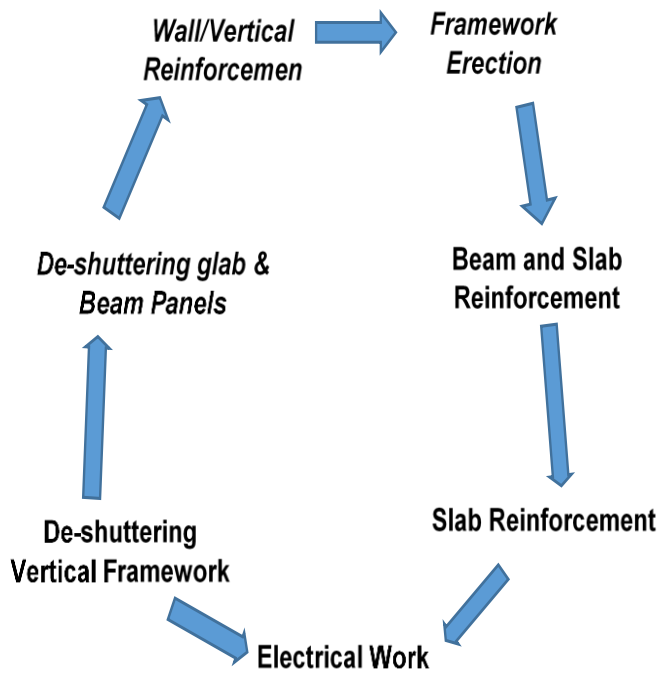 Wall/Vertical
Reinforcemen
Framework
Erection
Beam and Slab
Reinforcement
Slab Reinforcement
Electrical Work
De-shuttering
Vertical Framework
De-shuttering glab &
Beam Panels